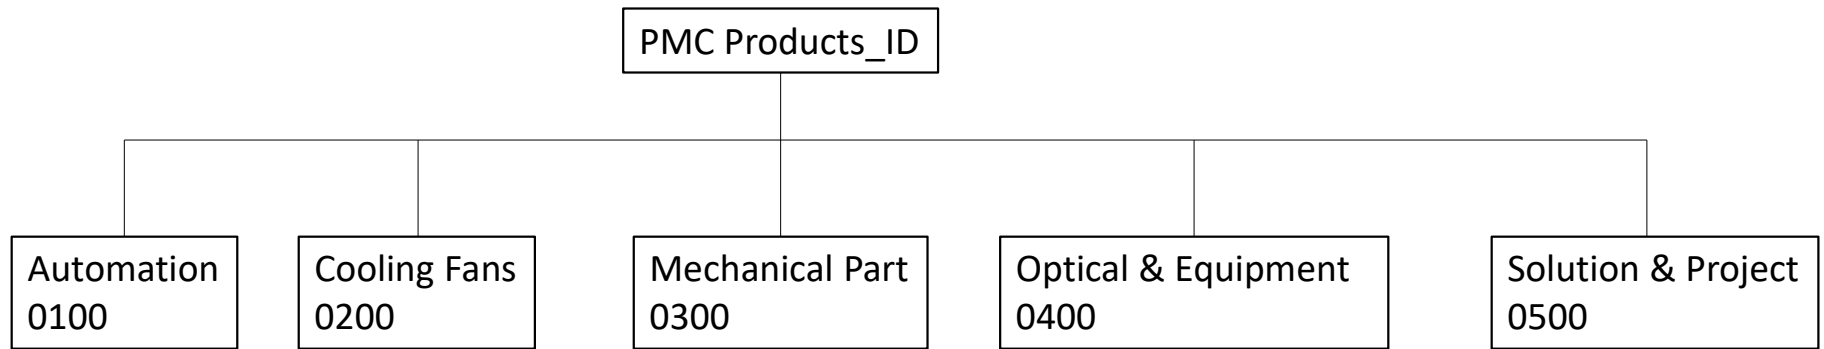 PMC Products_ID
Automation
0100
Cooling Fans
0200
Mechanical Part
0300
Optical & Equipment
0400
Solution & Project
0500